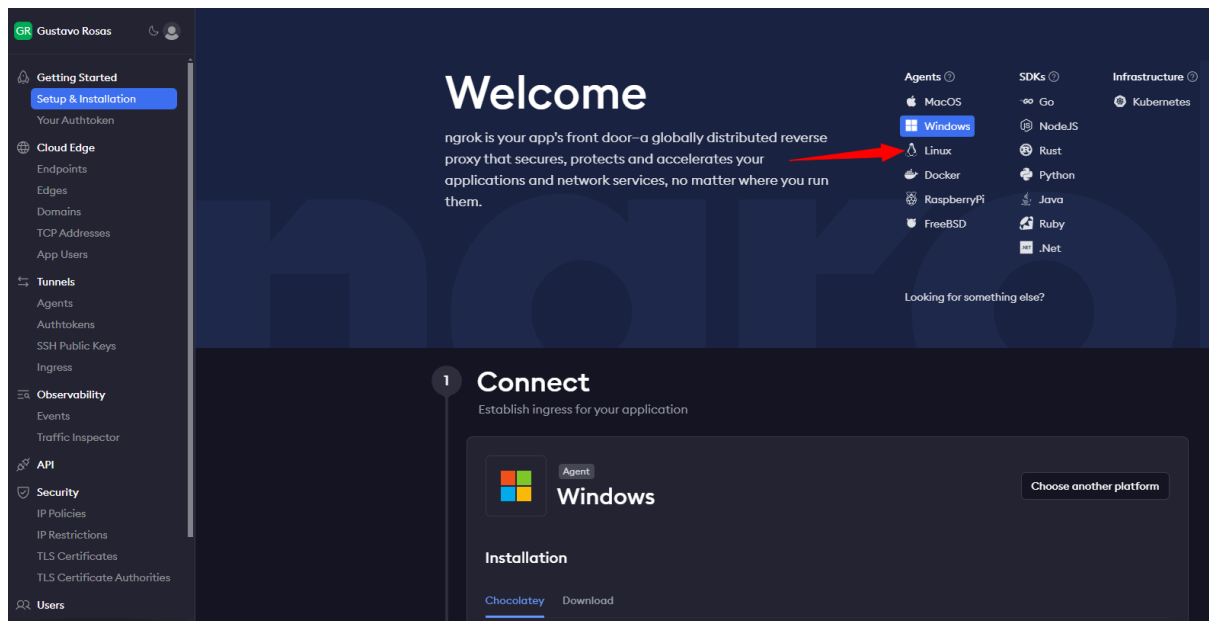 GR Gustavo Rosas
Getting Started
Setup & Installation
Your Authtoken
Cloud Edge
Endpoints
Edges
Domains
TCP Addresses
App Users
Tunnels
Agents
Authtokens
SSH Public Keys
Ingress
Observability
Events
Traffic Inspector
API
Security
IP Policies
IP Restrictions
TLS Certificates
TLS Certificate Authorities
Users
Welcome
ngrok is your app's front door—a globally distributed reverse
proxy that secures, protects and accelerates your
applications and network services, no matter where you run
them.
Agents
MacOS
Windows
Linux
Docker
RaspberryPi
FreeBSD
SDKs
Go
NodeJS
Rust
Python
Java
Ruby
.Net
Infrastructure
Kubernetes
Looking for something else?
1
Connect
Establish ingress for your application
Agent
Windows
Choose another platform
Installation
Chocolatey Download